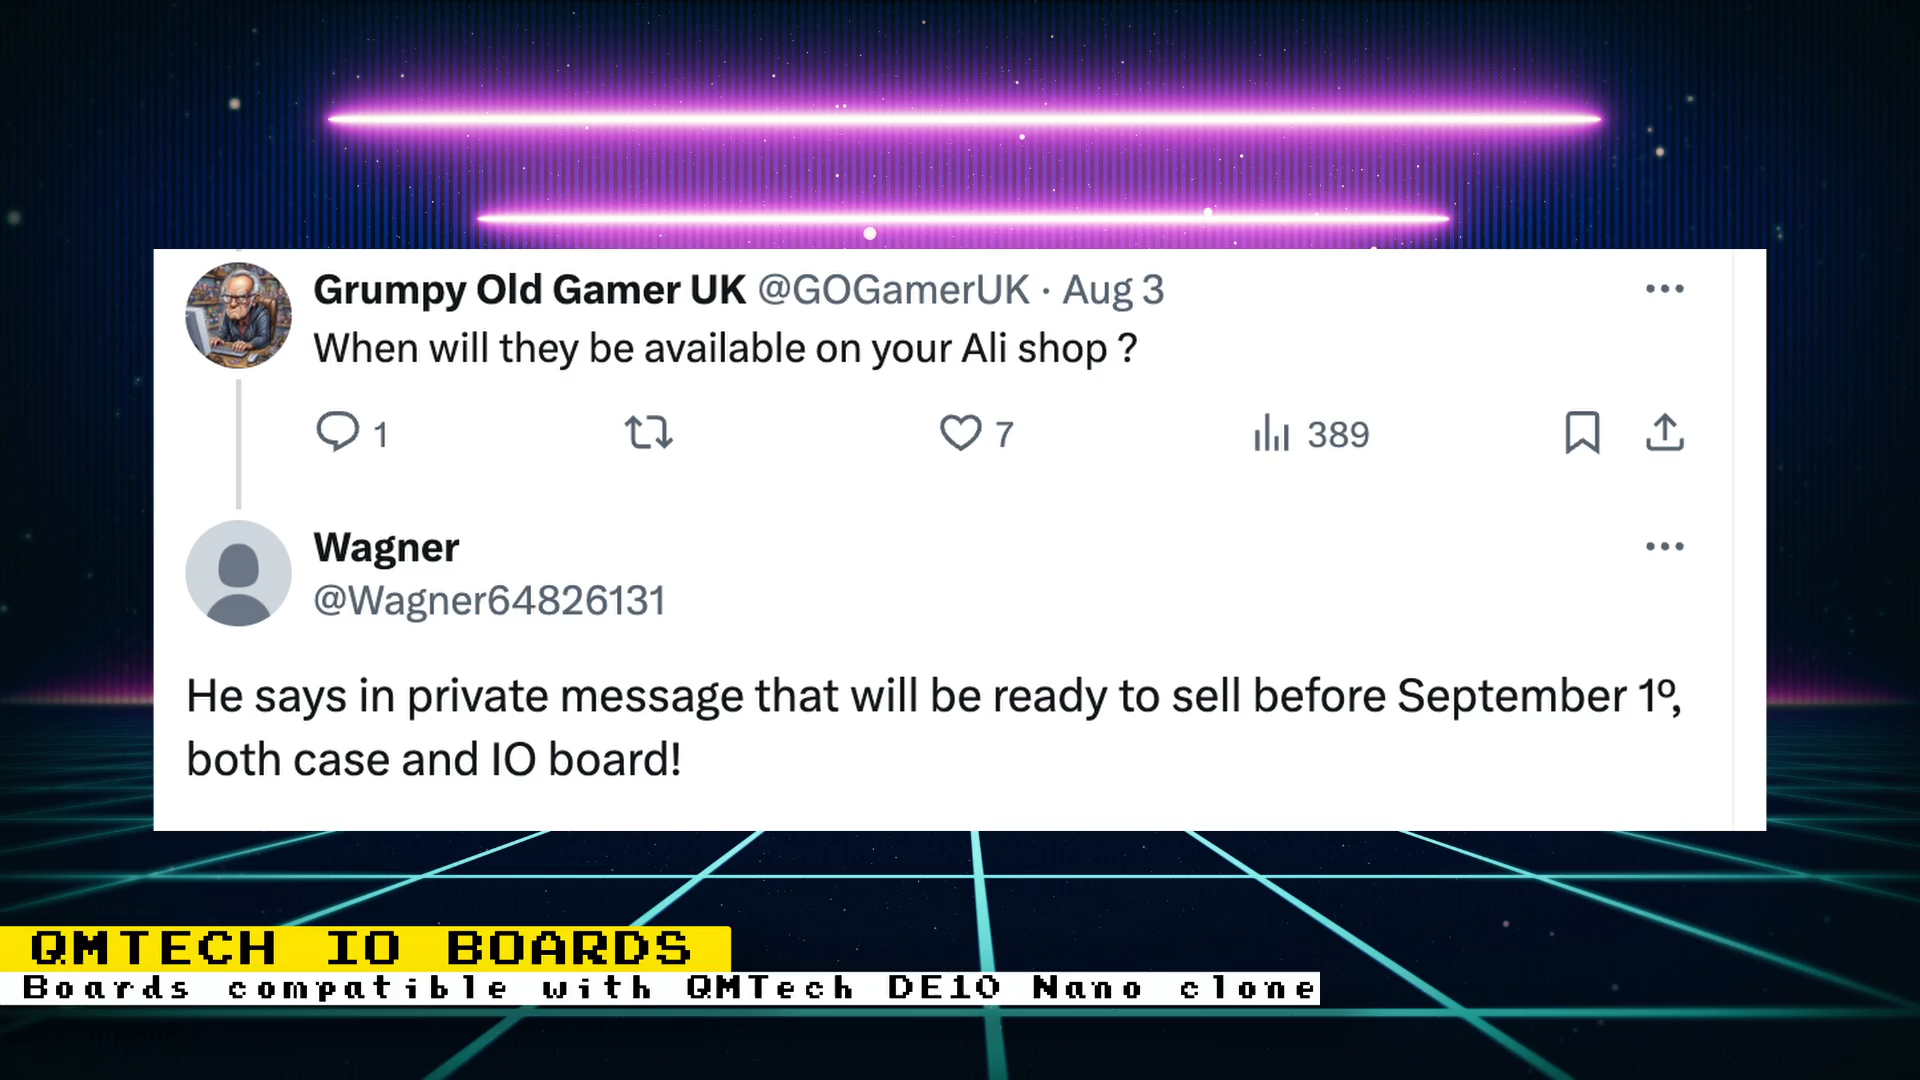 Grumpy Old Gamer UK @GOGamerUK · Aug 3
When will they be available on your Ali shop ?
1 7 389
Wagner
@Wagner64826131
He says in private message that will be ready to sell before September 1º,
both case and IO board!
QMTECH IO BOARDS
Boards compatible with QMTech DE10 Nano clone